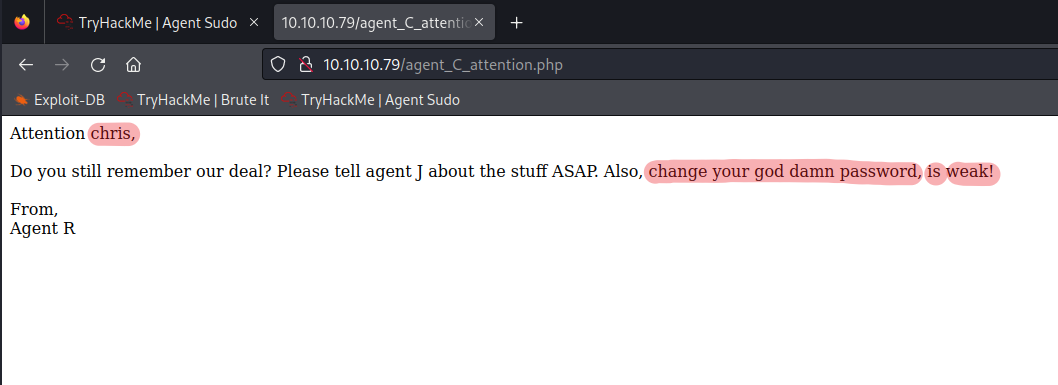 TryHackMe | Agent Sudo
10.10.10.79/agent_C_attentio
10.10.10.79/agent_C_attention.php
Exploit-DB TryHackMe | Brute It TryHackMe | Agent Sudo
Attention chris,
Do you still remember our deal? Please tell agent J about the stuff ASAP. Also, change your god damn password, is weak!
From,
Agent R